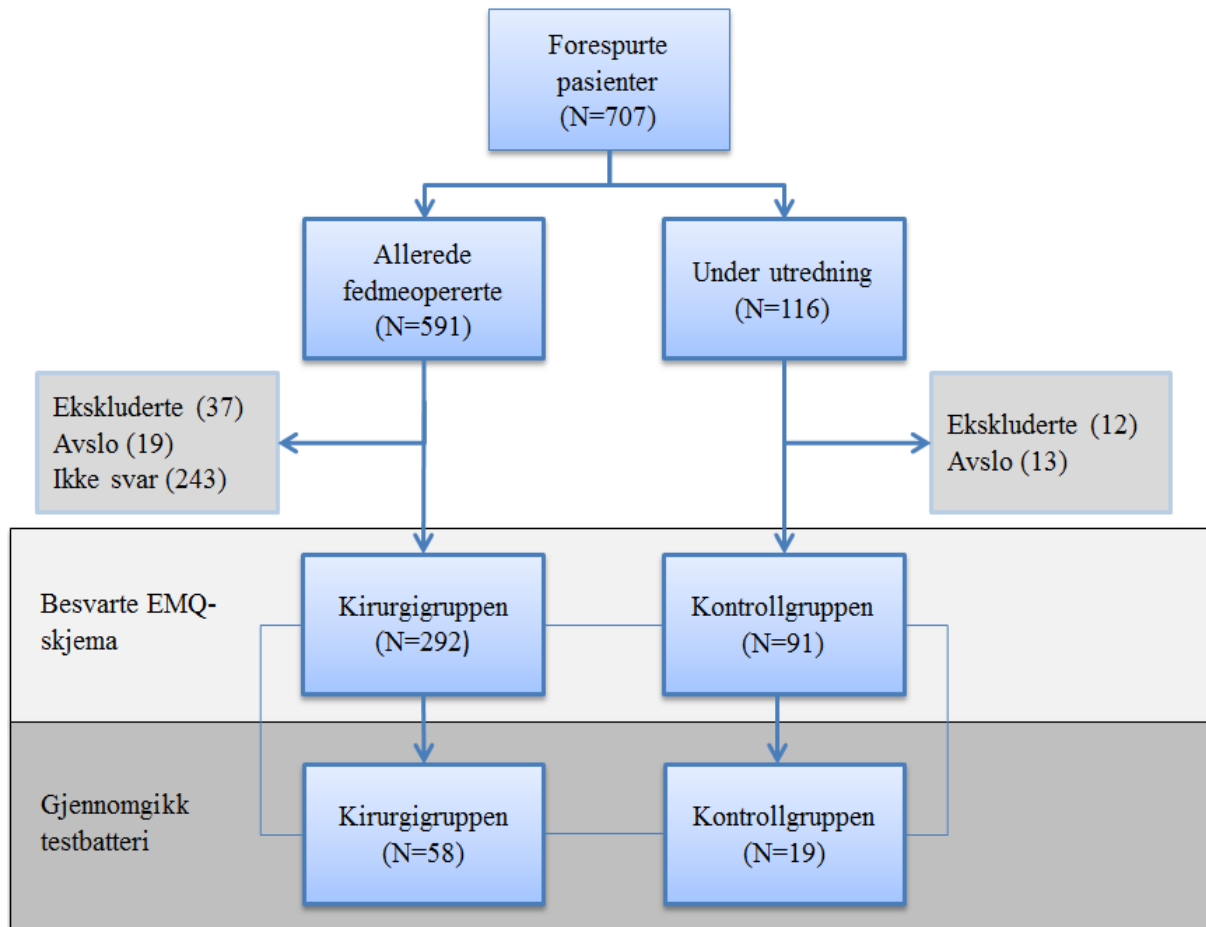 Forespurte
pasienter
(N=707)
Allerede
fedmeopererte
(N=591)
Under utredning
(N=116)
Ekskluderte (37)
Avslo (19)
Ikke svar (243)
Ekskluderte (12)
Avslo (13)
Besvarte EMQ-
skjema
Kirurgigruppen
(N=292)
Kontrollgruppen
(N=91)
Gjennomgikk
testbatteri
Kirurgigruppen
(N=58)
Kontrollgruppen
(N=19)